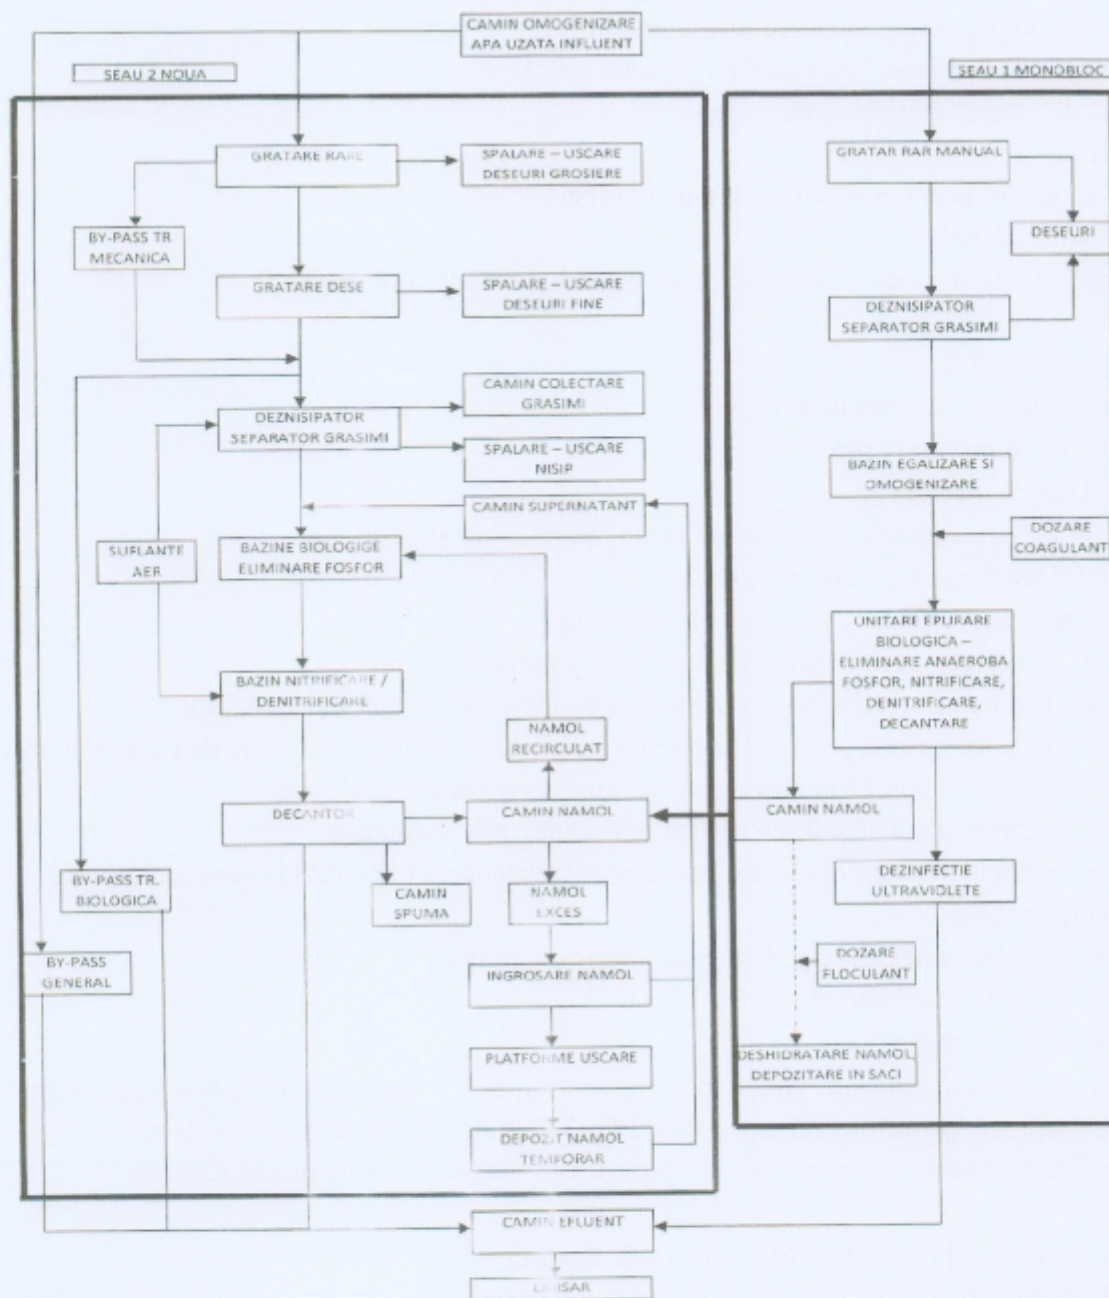 CAMIN OMOGENIZARE
APA UZATA INFLUENT
SEAU 2 NOUA
SEAU 1 MONOBLOC
GRATARE RARE
SPALARE – USCARE
DESEURI GROSIERE
GRATAR RAR MANUAL
BY-PASS TR
MECANICA
DESEURI
GRATARE DESE
SPALARE – USCARE
DESEURI FINE
DEZNISIPATOR
SEPARATOR GRASIMI
CAMIN COLECTARE
GRASIMI
DEZNISIPATOR
SEPARATOR GRASIMI
SPALARE – USCARE
NISIP
BAZIN EGALIZARE SI
OMOGENIZARE
CAMIN SUPERNATANT
SUFLANTE
AER
BAZINE BIOLOGIGE
ELIMINARE FOSFOR
DOZARE
COAGULANT
UNITARE EPURARE
BIOLOGICA –
ELIMINARE ANAEROBA
FOSFOR, NITRIFICARE,
DENITRIFICARE,
DECANTARE
BAZIN NITRIFICARE /
DENITRIFICARE
NAMOL
RECIRCULAT
DECANTOR
CAMIN NAMOL
CAMIN NAMOL
BY-PASS TR.
BIOLOGICA
CAMIN
SPUMA
NAMOL
EXCES
DEZINFECTIE
ULTRAVIOLETE
BY-PASS
GENERAL
INGROSARE NAMOL
DOZARE
FLOCULANT
PLATFORME USCARE
DESHIDRATARE NAMOL,
DEPOZITARE IN SACI
DEPOZIT NAMOL
TEMPORAR
CAMIN EFLUENT